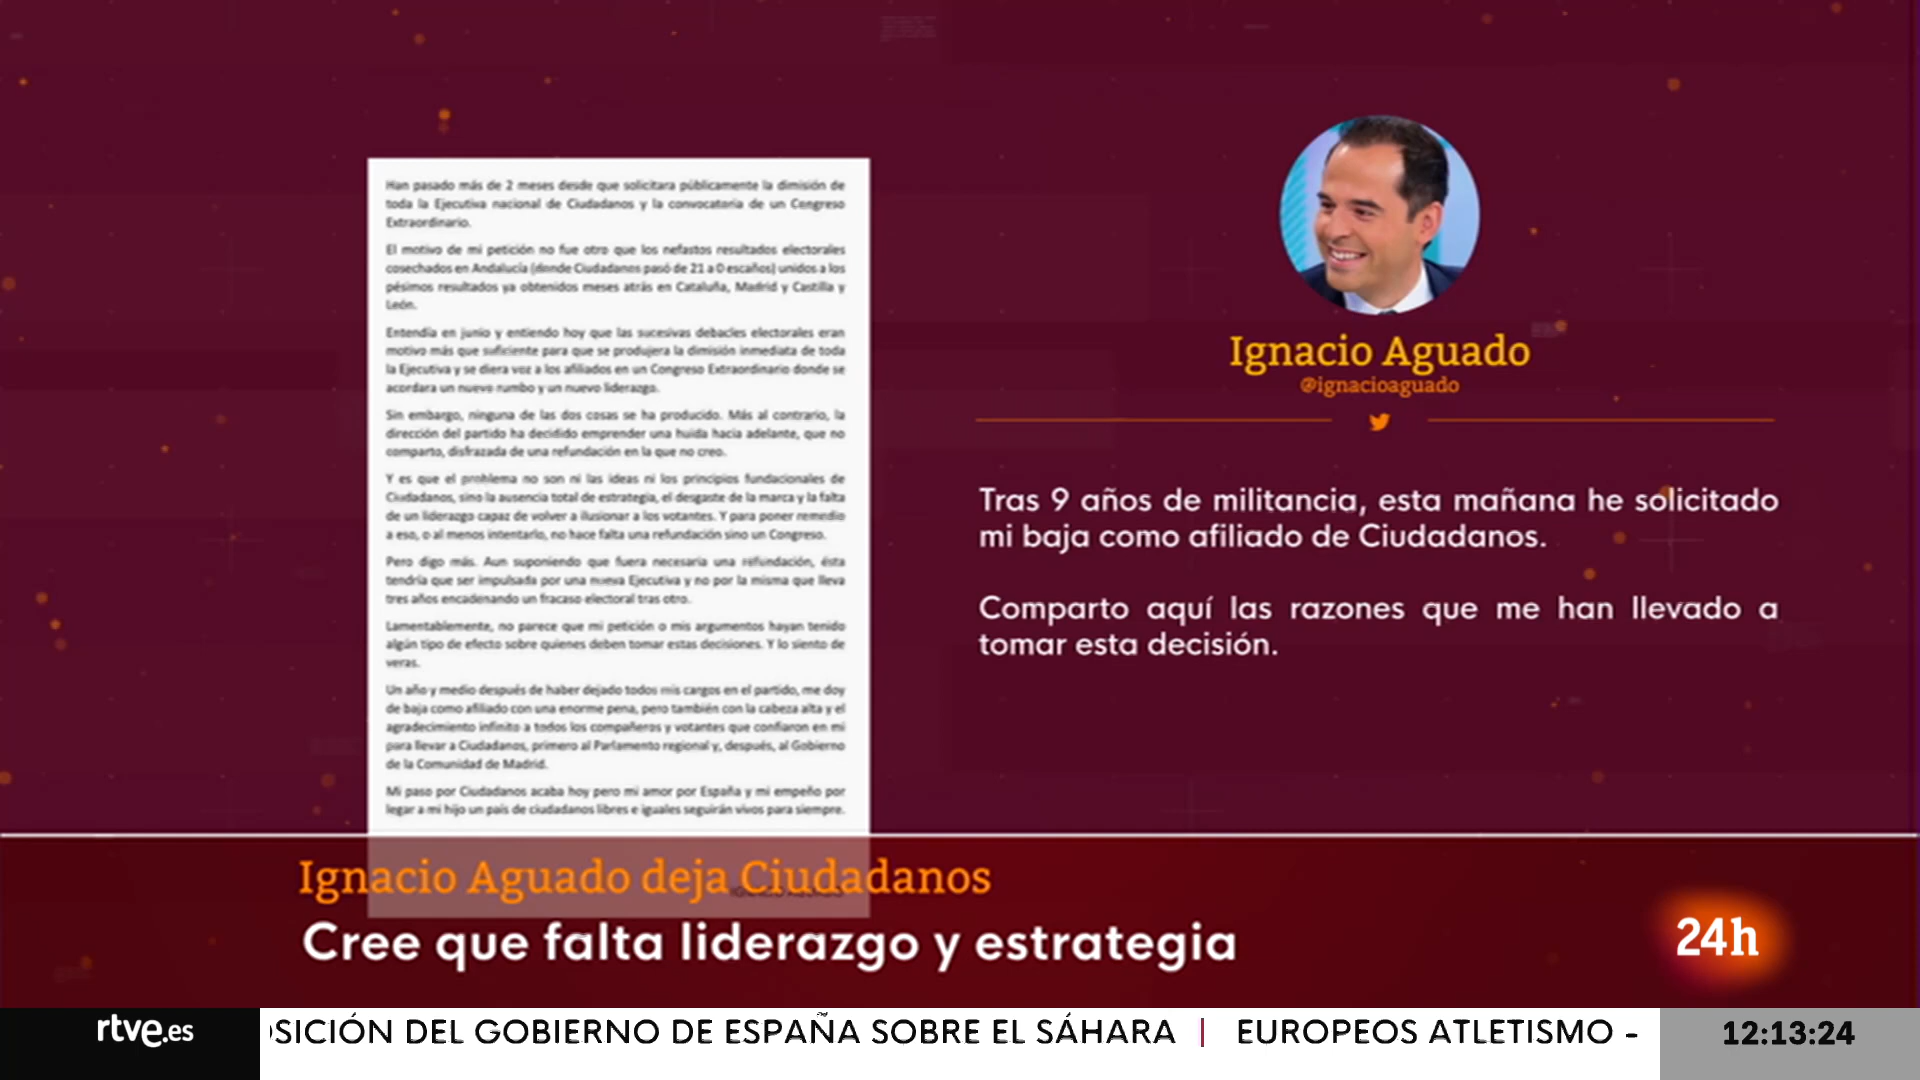 Han pasado más de 2 meses desde que solicitara públicamente la dimisión de
toda la Ejecutiva nacional de Ciudadanos y la convocatoria de un Congreso
Extraordinario.
El motivo de mi petición no fue otro que los nefastos resultados electorales
cosechados en Andalucía (donde Ciudadanos pasó de 21 a 0 escaños) unidos a los
pésimos resultados ya obtenidos meses atrás en Cataluña, Madrid y Castilla y
León.
Entendía en junio y entiendo hoy que las sucesivas debacles electorales eran
motivo más que suficiente para que se produjera la dimisión inmediata de toda
la Ejecutiva y se diera voz a los afiliados en un Congreso Extraordinario donde se
acordara un nuevo rumbo y un nuevo liderazgo.
Sin embargo, ninguna de las dos cosas se ha producido. Más al contrario, la
dirección del partido ha decidido emprender una huida hacia adelante, que no
comparto, disfrazada de una refundación en la que no creo.
Y es que el problema no son ni las ideas ni los principios fundacionales de
Ciudadanos, sino la ausencia total de estrategia, el desgaste de la marca y la falta
de un liderazgo capaz de volver a ilusionar a los votantes. Y para poner remedio
a eso, o al menos intentarlo, no hace falta una refundación sino un Congreso.
Pero digo más. Aun suponiendo que fuera necesaria una refundación, ésta
tendría que ser impulsada por una nueva Ejecutiva y no por la misma que lleva
tres años encadenando un fracaso electoral tras otro.
Lamentablemente, no parece que mi petición o mis argumentos hayan tenido
algún tipo de efecto sobre quienes deben tomar estas decisiones. Y lo siento de
veras.
Un año y medio después de haber dejado todos mis cargos en el partido, me doy
de baja como afiliado con una enorme pena, pero también con la cabeza alta y el
agradecimiento infinito a todos los compañeros y votantes que confiaron en mí
para llevar a Ciudadanos, primero al Parlamento regional y, después, al Gobierno
de la Comunidad de Madrid.
Mi paso por Ciudadanos acaba hoy pero mi amor por España y mi empeño por
legar a mi hijo un país de ciudadanos libres e iguales seguirán vivos para siempre.
IGNACIO AGUADO
Ignacio Aguado
@ignacioaguado
Tras 9 años de militancia, esta mañana he solicitado
mi baja como afiliado de Ciudadanos.
Comparto aquí las razones que me han llevado a
tomar esta decisión.
Ignacio Aguado deja Ciudadanos
Cree que falta liderazgo y estrategia
24h
rtve.es
OSICIÓN DEL GOBIERNO DE ESPAÑA SOBRE EL SÁHARA | EUROPEOS ATLETISMO -
12:13:24